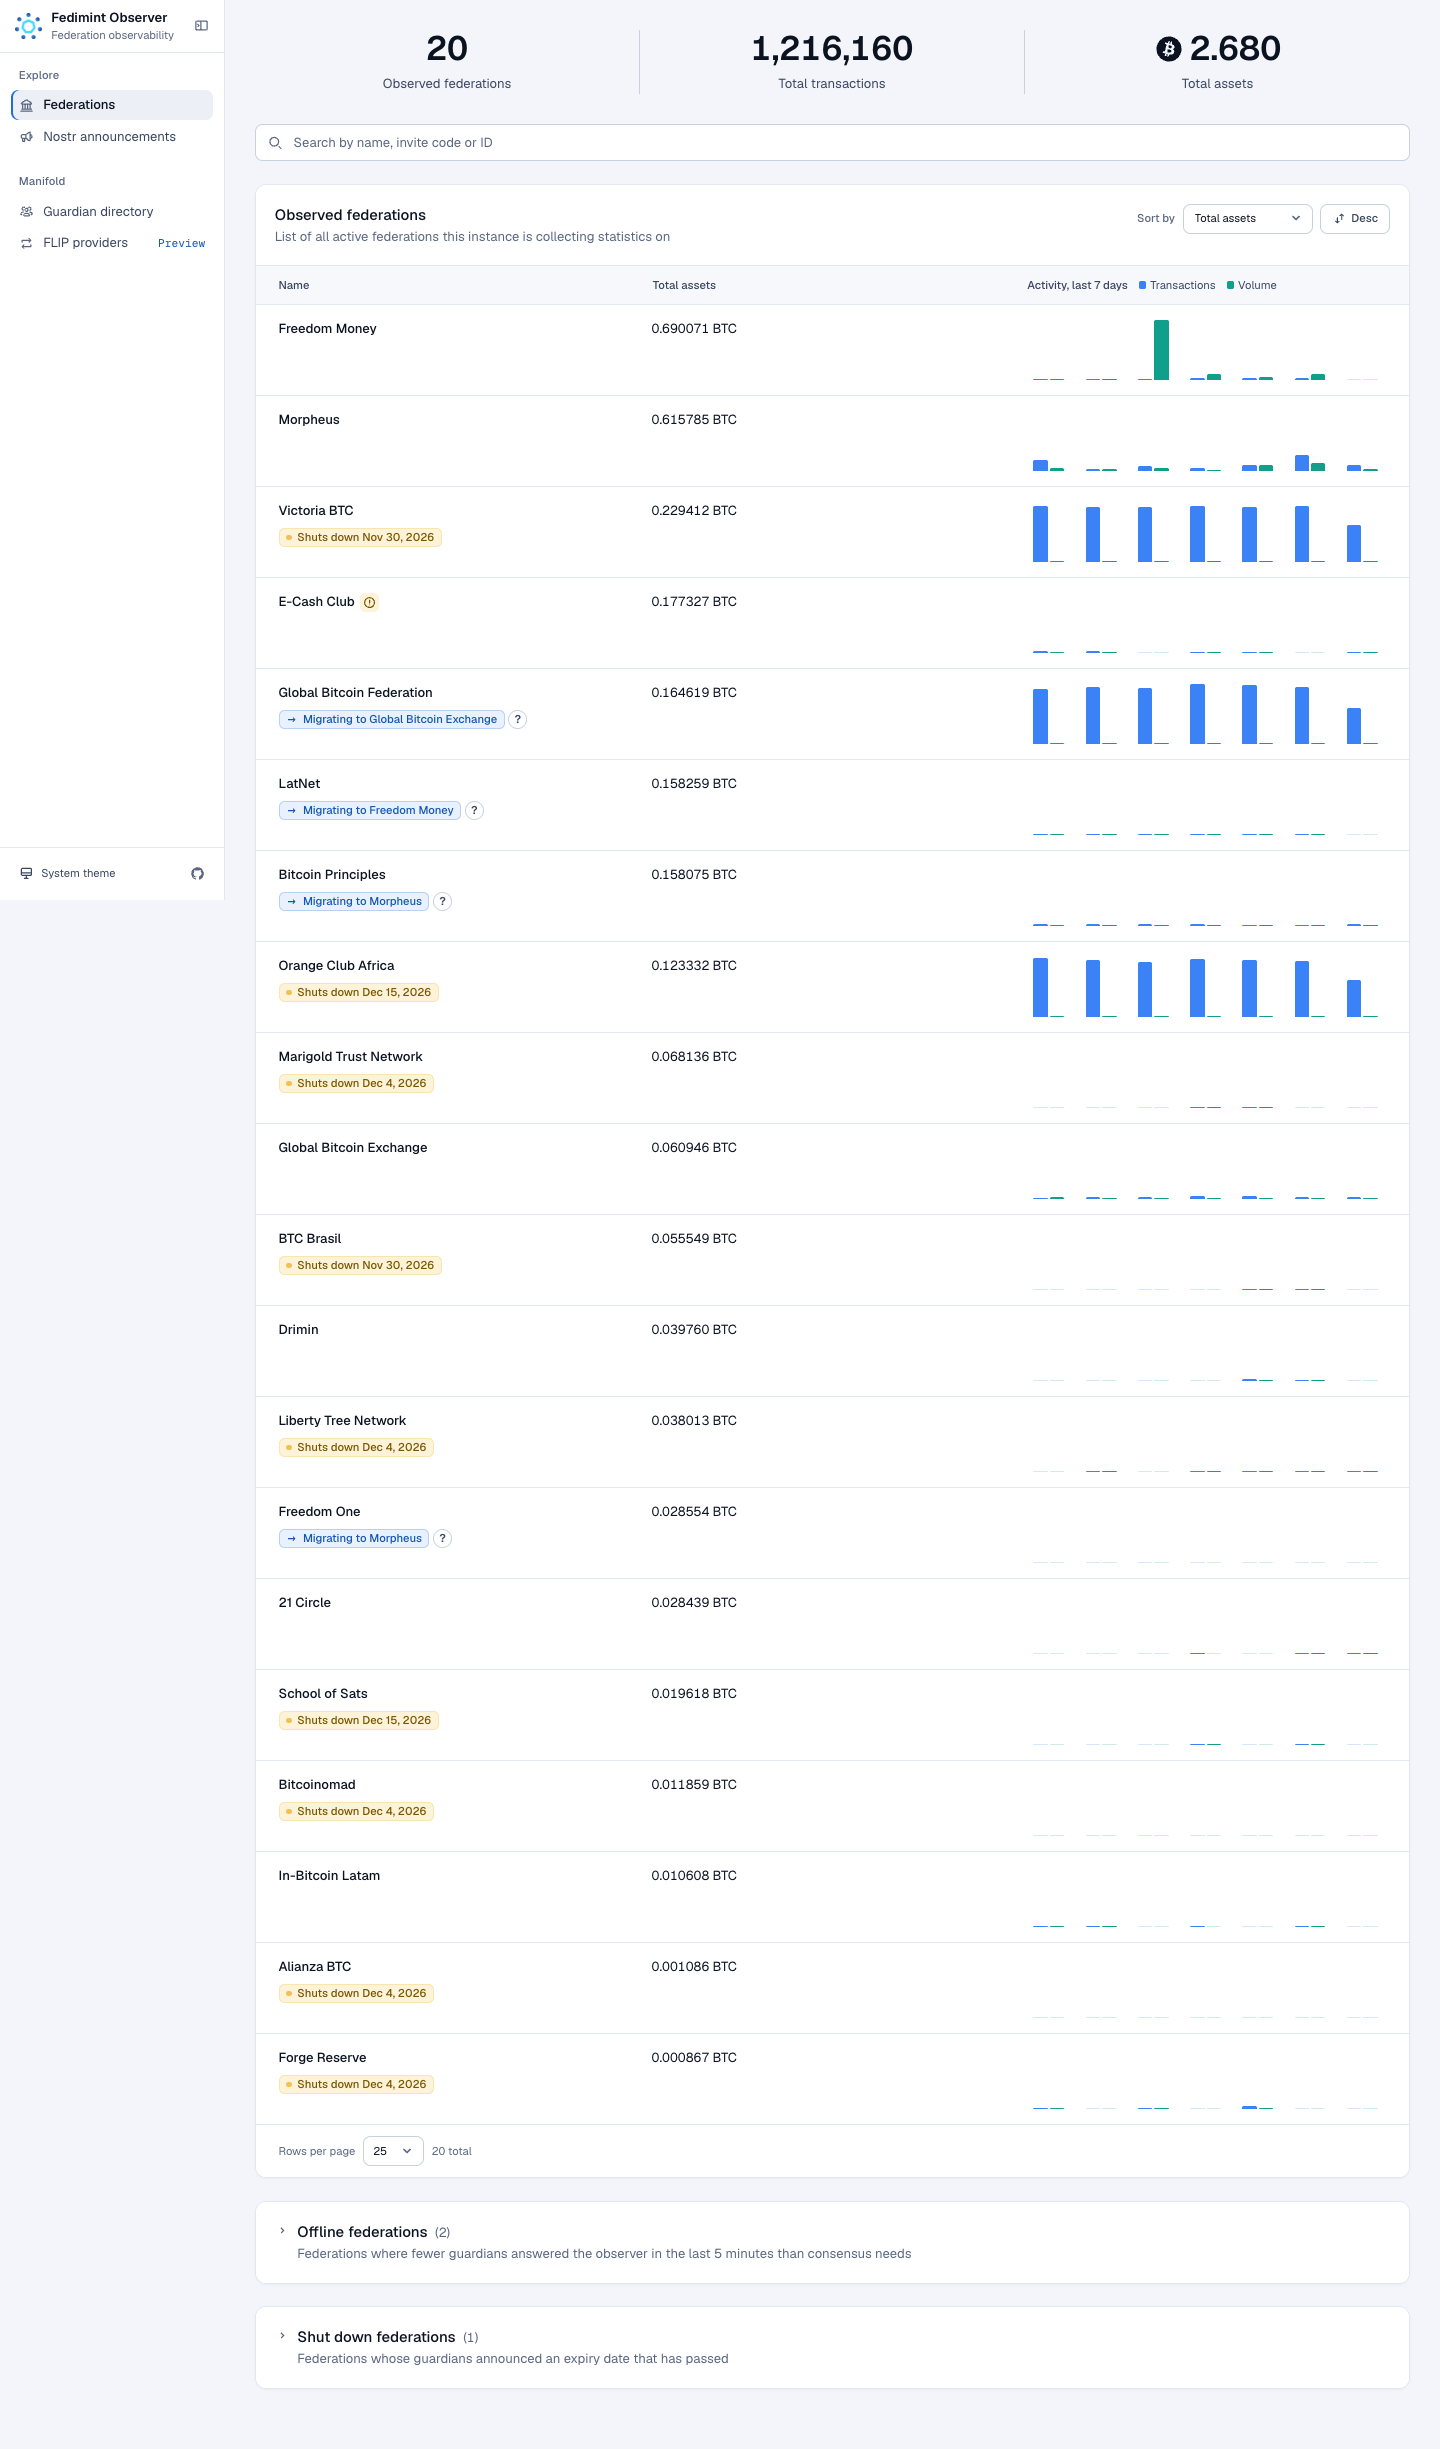 Fedimint Observer
Federation observability
Explore
Federations
Nostr announcements
Manifold
Guardian directory
FLIP providers Preview
System theme
20
Observed federations
1,216,160
Total transactions
2.680
Total assets
Search by name, invite code or ID
Observed federations
List of all active federations this instance is collecting statistics on
Sort by Total assets Desc
Name Total assets Activity, last 7 days Transactions Volume
Freedom Money 0.690071 BTC
Morpheus 0.615785 BTC
Victoria BTC 0.229412 BTC
Shuts down Nov 30, 2026
E-Cash Club 0.177327 BTC
Global Bitcoin Federation 0.164619 BTC
→ Migrating to Global Bitcoin Exchange ?
LatNet 0.158259 BTC
→ Migrating to Freedom Money ?
Bitcoin Principles 0.158075 BTC
→ Migrating to Morpheus ?
Orange Club Africa 0.123332 BTC
Shuts down Dec 15, 2026
Marigold Trust Network 0.068136 BTC
Shuts down Dec 4, 2026
Global Bitcoin Exchange 0.060946 BTC
BTC Brasil 0.055549 BTC
Shuts down Nov 30, 2026
Drimin 0.039760 BTC
Liberty Tree Network 0.038013 BTC
Shuts down Dec 4, 2026
Freedom One 0.028554 BTC
→ Migrating to Morpheus ?
21 Circle 0.028439 BTC
School of Sats 0.019618 BTC
Shuts down Dec 15, 2026
Bitcoinomad 0.011859 BTC
Shuts down Dec 4, 2026
In-Bitcoin Latam 0.010608 BTC
Alianza BTC 0.001086 BTC
Shuts down Dec 4, 2026
Forge Reserve 0.000867 BTC
Shuts down Dec 4, 2026
Rows per page 25 20 total
Offline federations (2)
Federations where fewer guardians answered the observer in the last 5 minutes than consensus needs
Shut down federations (1)
Federations whose guardians announced an expiry date that has passed